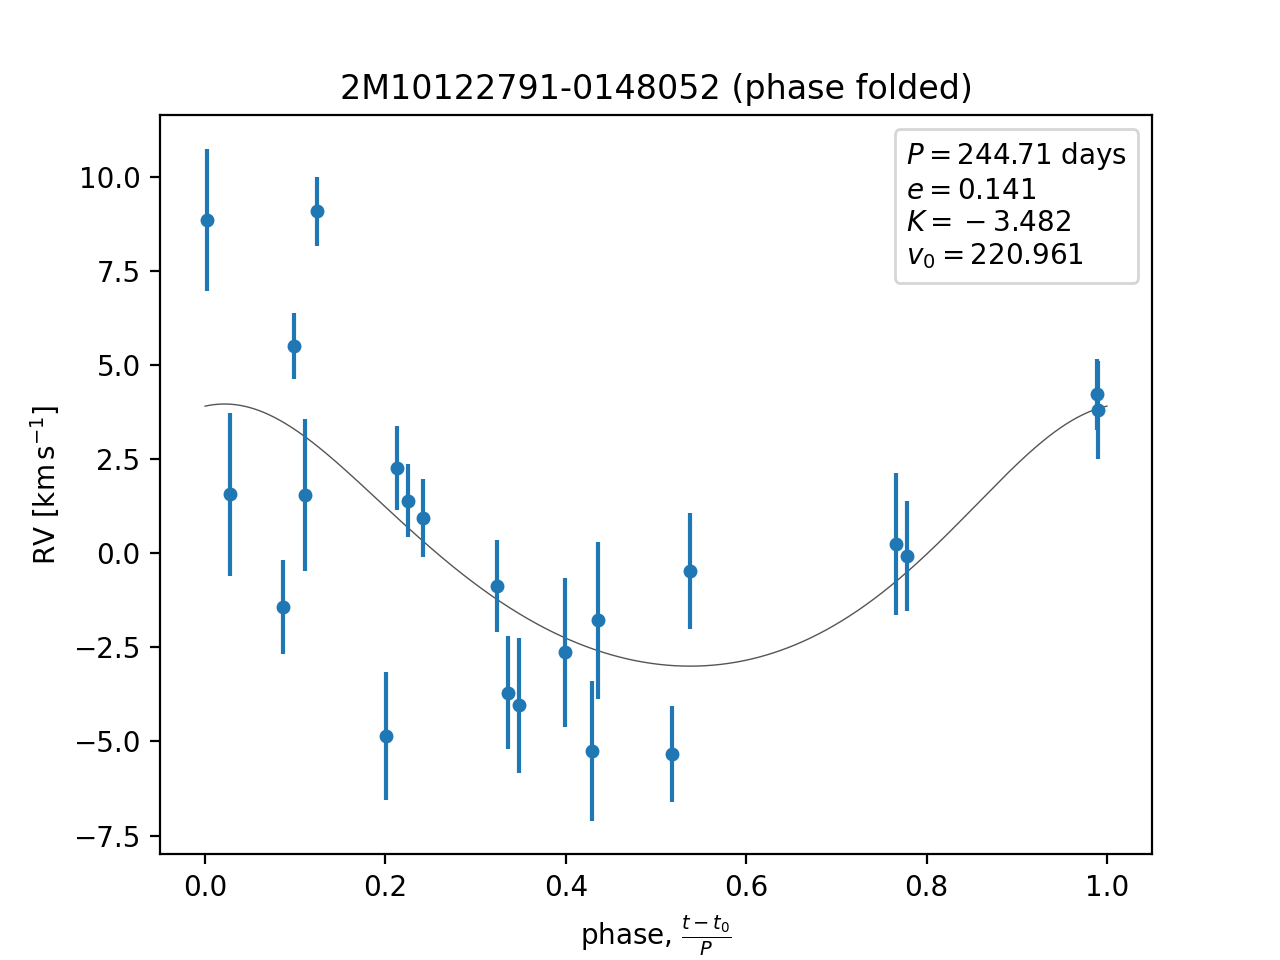 2M10122791-0148052 (phase folded)
P = 244.71 days
e = 0.141
K = −3.482
v₀ = 220.961
RV [km s⁻¹]
10.0
7.5
5.0
2.5
0.0
−2.5
−5.0
−7.5
0.0 0.2 0.4 0.6 0.8 1.0
phase, (t − t₀)/P